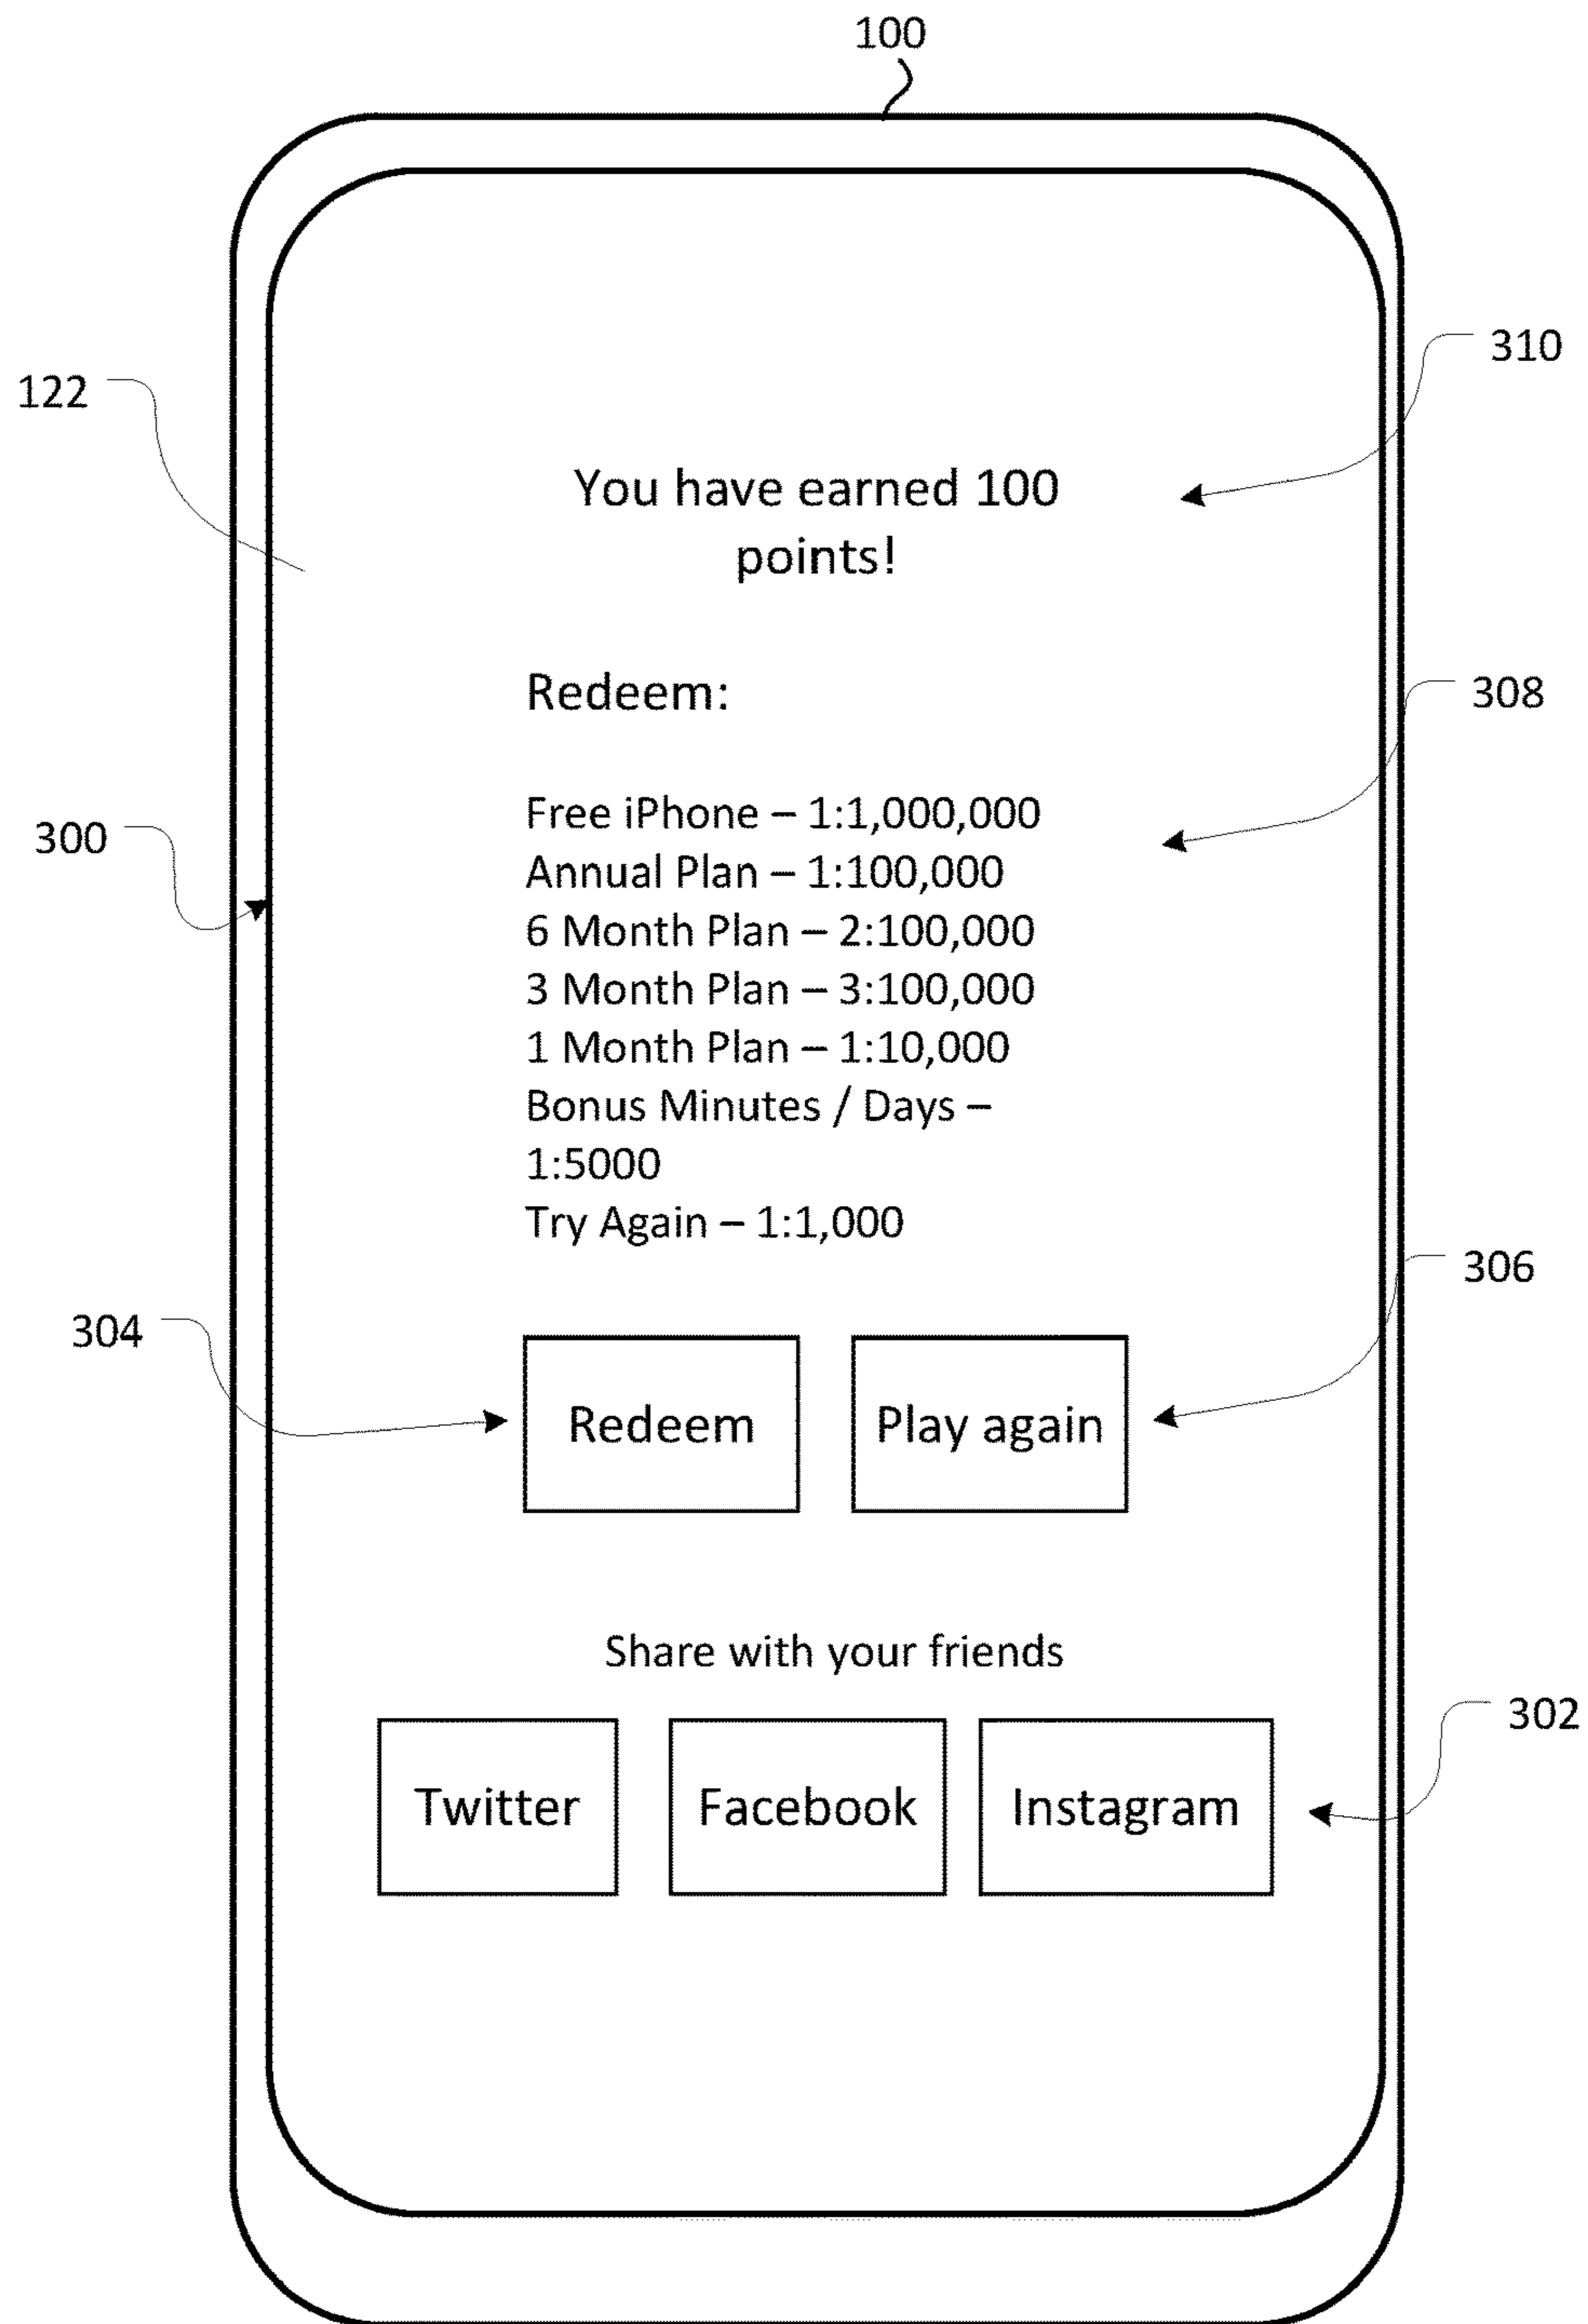 100
310
122
You have earned 100
points!
Redeem:
308
Free iPhone – 1:1,000,000
300
Annual Plan – 1:100,000
6 Month Plan – 2:100,000
3 Month Plan – 3:100,000
1 Month Plan – 1:10,000
Bonus Minutes / Days –
1:5000
Try Again – 1:1,000
306
304
Redeem
Play again
Share with your friends
302
Twitter
Facebook
Instagram